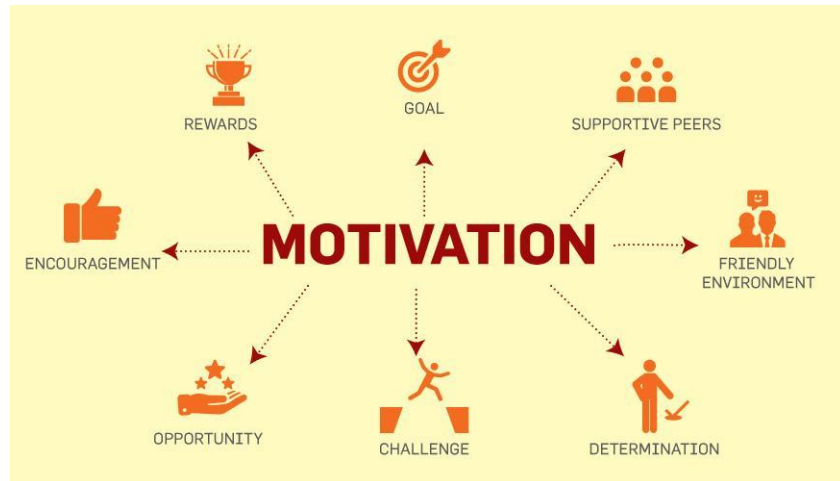 REWARDS
GOAL
SUPPORTIVE PEERS
ENCOURAGEMENT
MOTIVATION
FRIENDLY
ENVIRONMENT
OPPORTUNITY
CHALLENGE
DETERMINATION